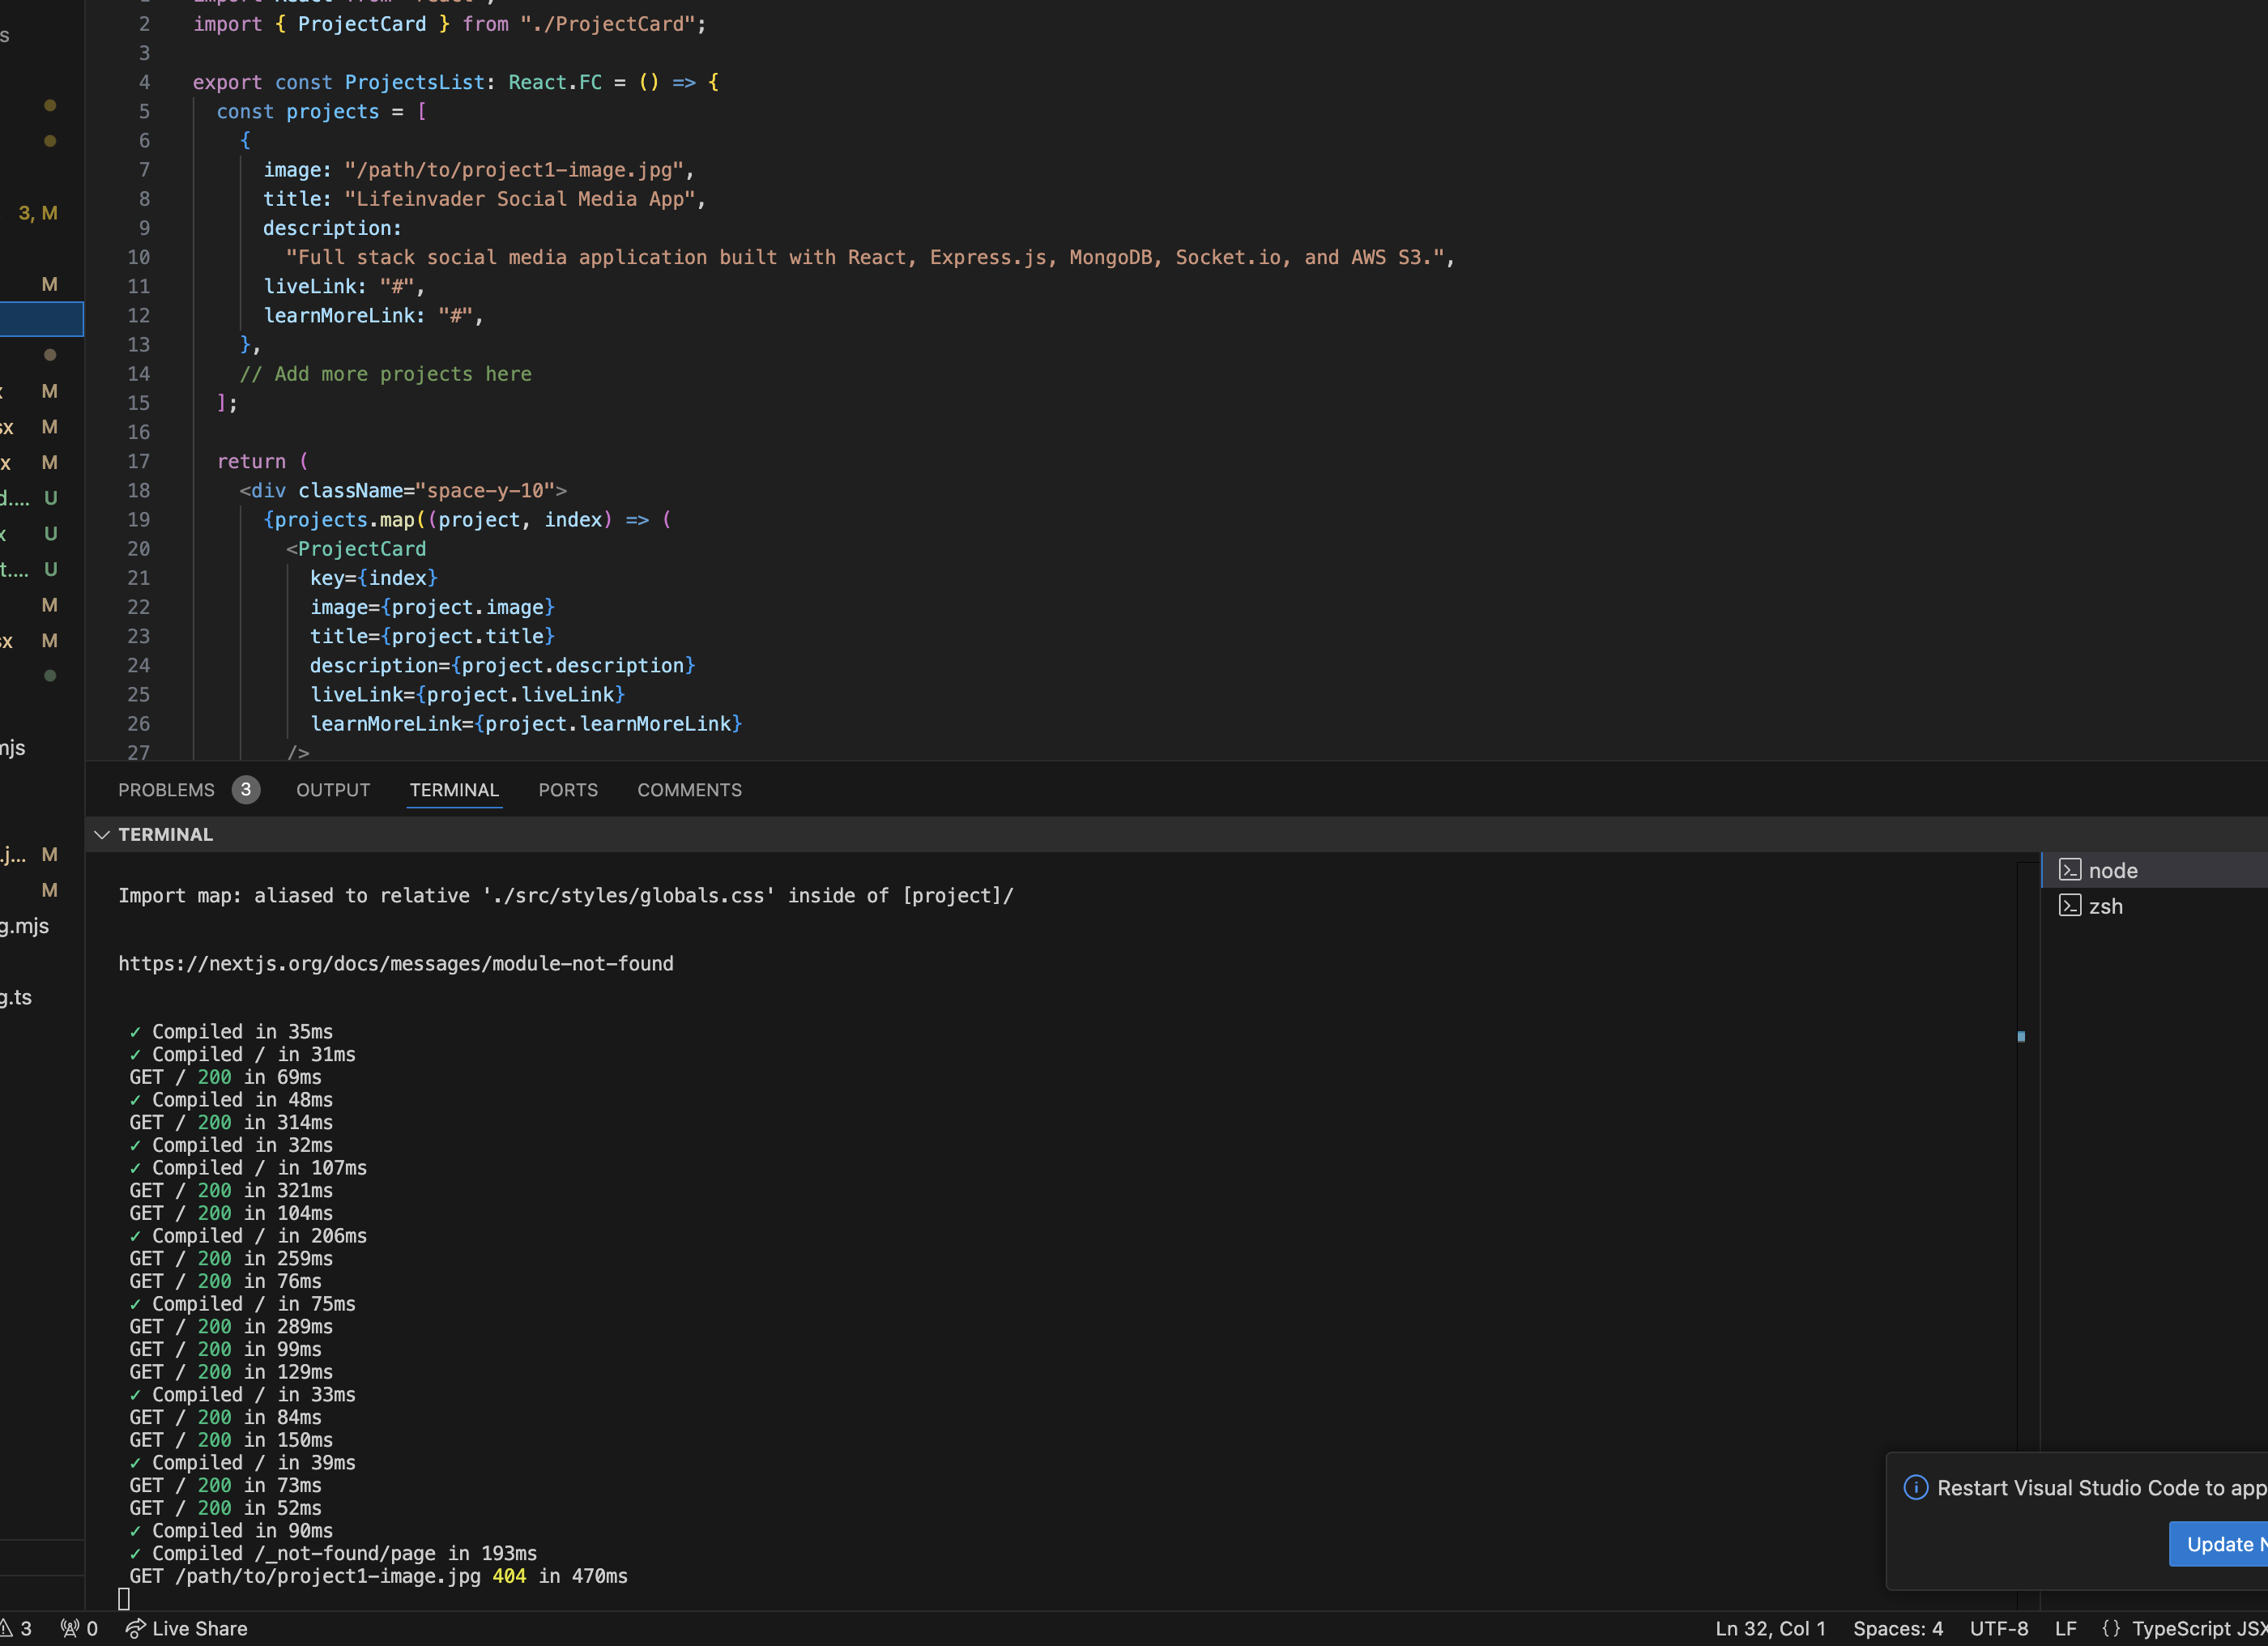 s
3, M
M
M
sx M
x M
d.... U
x U
t.... U
M
sx M
mjs
.j... M
M
g.mjs
g.ts
2 import { ProjectCard } from "./ProjectCard";
3
4 export const ProjectsList: React.FC = () => {
5 const projects = [
6 {
7 image: "/path/to/project1-image.jpg",
8 title: "Lifeinvader Social Media App",
9 description:
10 "Full stack social media application built with React, Express.js, MongoDB, Socket.io, and AWS S3.",
11 liveLink: "#",
12 learnMoreLink: "#",
13 },
14 // Add more projects here
15 ];
16
17 return (
18 <div className="space-y-10">
19 {projects.map((project, index) => (
20 <ProjectCard
21 key={index}
22 image={project.image}
23 title={project.title}
24 description={project.description}
25 liveLink={project.liveLink}
26 learnMoreLink={project.learnMoreLink}
27 />
PROBLEMS 3 OUTPUT TERMINAL PORTS COMMENTS
TERMINAL
Import map: aliased to relative './src/styles/globals.css' inside of [project]/
https://nextjs.org/docs/messages/module-not-found
✓ Compiled in 35ms
✓ Compiled / in 31ms
GET / 200 in 69ms
✓ Compiled in 48ms
GET / 200 in 314ms
✓ Compiled in 32ms
✓ Compiled / in 107ms
GET / 200 in 321ms
GET / 200 in 104ms
✓ Compiled / in 206ms
GET / 200 in 259ms
GET / 200 in 76ms
✓ Compiled / in 75ms
GET / 200 in 289ms
GET / 200 in 99ms
GET / 200 in 129ms
✓ Compiled / in 33ms
GET / 200 in 84ms
GET / 200 in 150ms
✓ Compiled / in 39ms
GET / 200 in 73ms
GET / 200 in 52ms
✓ Compiled in 90ms
✓ Compiled /_not-found/page in 193ms
GET /path/to/project1-image.jpg 404 in 470ms
node
zsh
Restart Visual Studio Code to app
Update N
3 0 Live Share
Ln 32, Col 1 Spaces: 4 UTF-8 LF {} TypeScript JSX